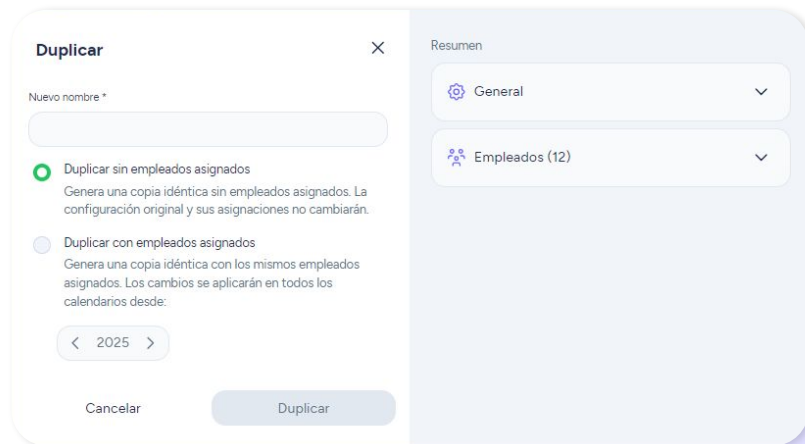 Duplicar
Nuevo nombre *
Duplicar sin empleados asignados
Genera una copia idéntica sin empleados asignados. La
configuración original y sus asignaciones no cambiarán.
Duplicar con empleados asignados
Genera una copia idéntica con los mismos empleados
asignados. Los cambios se aplicarán en todos los
calendarios desde:
2025
Cancelar
Duplicar
Resumen
General
Empleados (12)